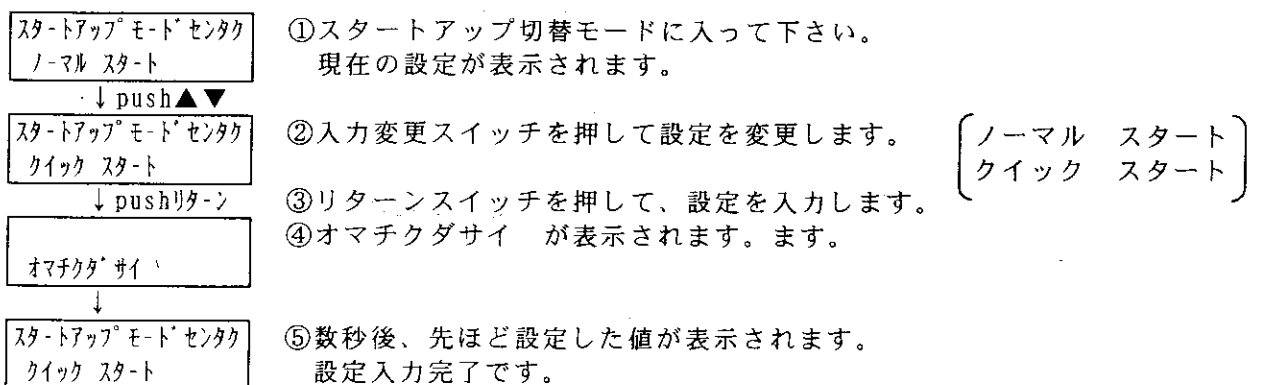 スタートアップモードセンタク
ノーマル スタート
①スタートアップ切替モードに入って下さい。
現在の設定が表示されます。
↓push▲▼
スタートアップモードセンタク
クイック スタート
②入力変更スイッチを押して設定を変更します。
ノーマル スタート
クイック スタート
↓pushリターン
③リターンスイッチを押して、設定を入力します。
④オマチクダサイ が表示されます。ます。
オマチクダサイ
↓
スタートアップモードセンタク
クイック スタート
⑤数秒後、先ほど設定した値が表示されます。
設定入力完了です。